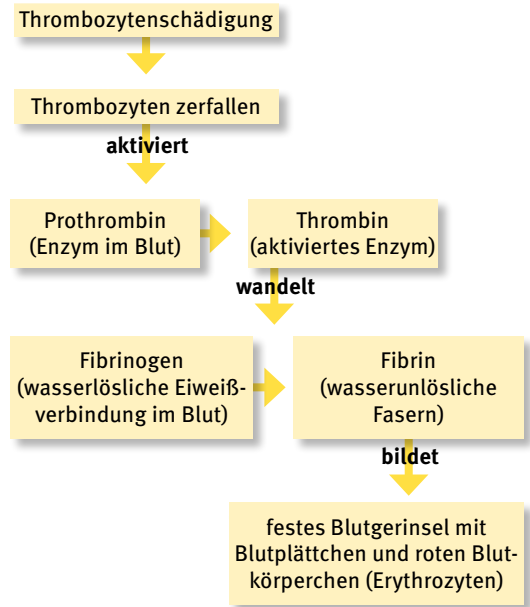 Thrombozytenschädigung
Thrombozyten zerfallen
aktiviert
Prothrombin
(Enzym im Blut)
Thrombin
(aktiviertes Enzym)
wandelt
Fibrinogen
(wasserlösliche Eiweiß-
verbindung im Blut)
Fibrin
(wasserunlösliche
Fasern)
bildet
festes Blutgerinsel mit
Blutplättchen und roten Blut-
körperchen (Erythrozyten)